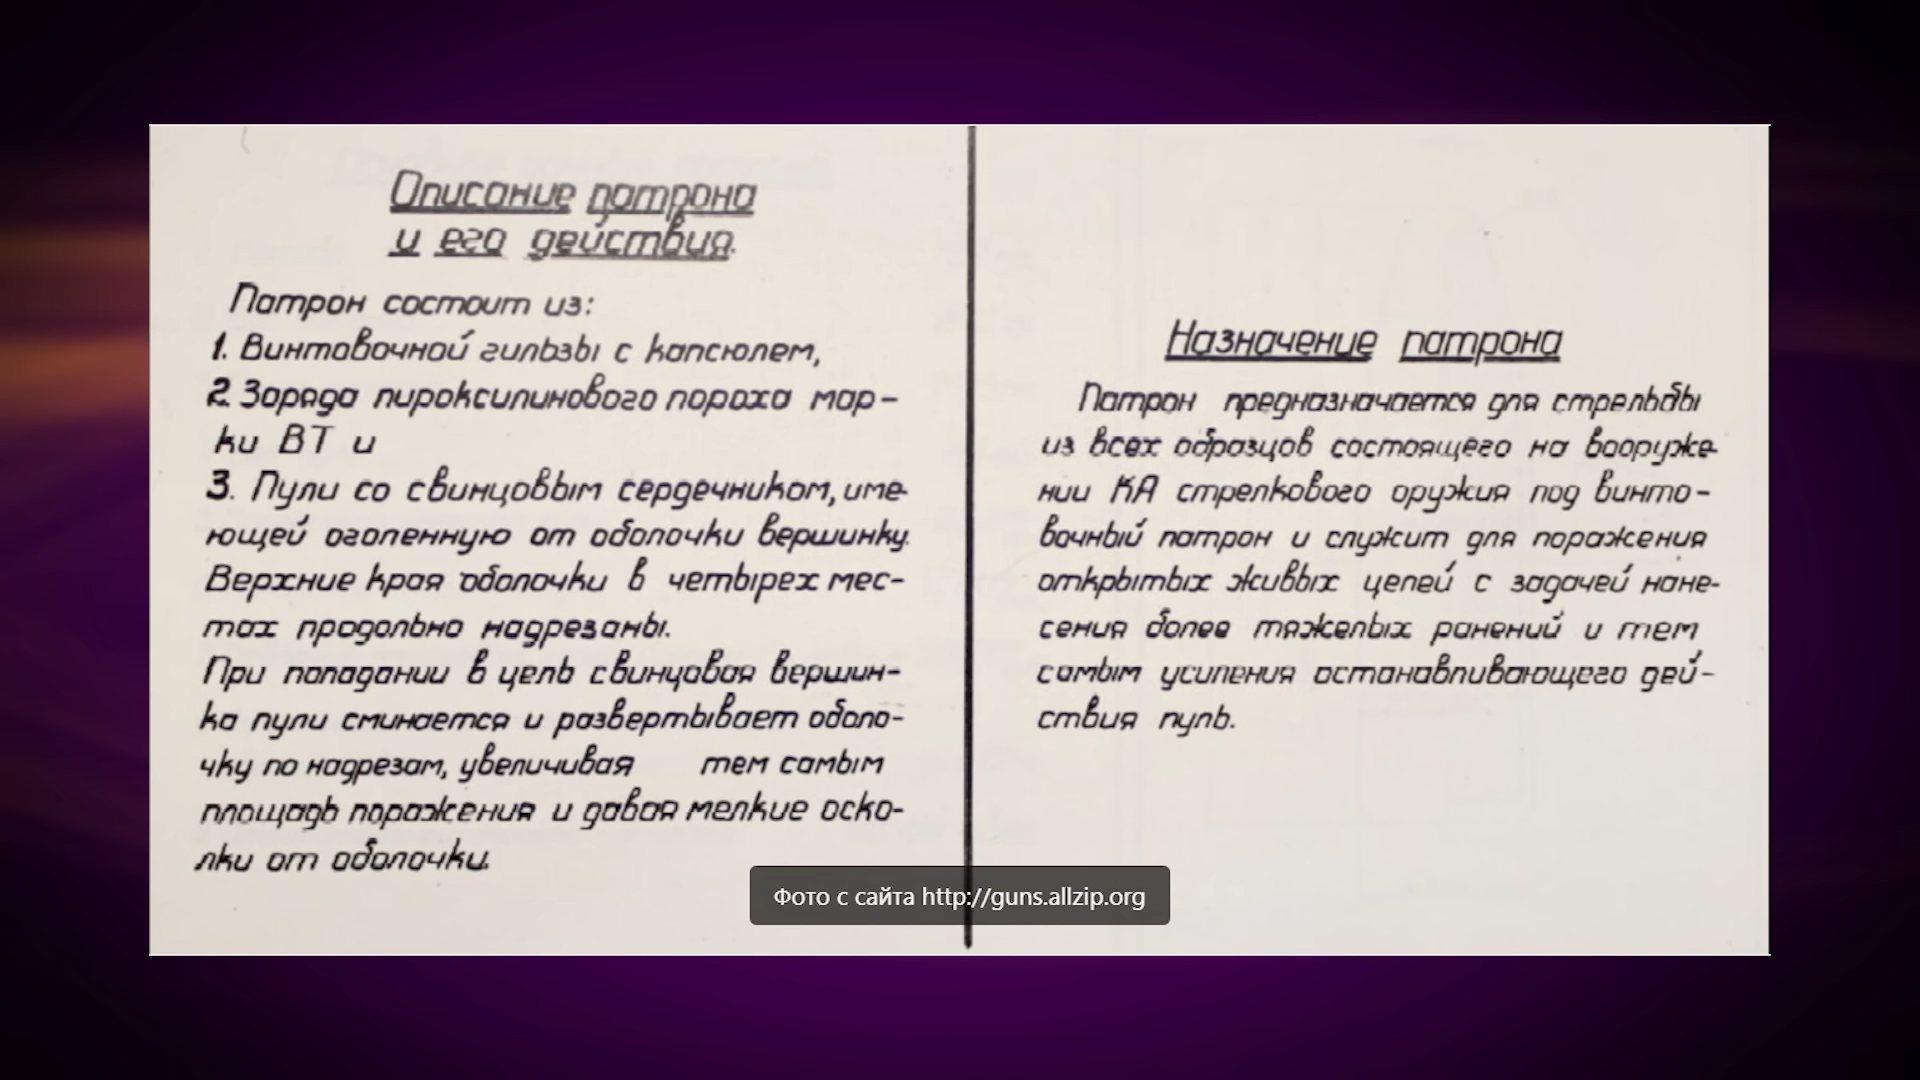 Описание патрона
и его действия.
Патрон состоит из:
1. Винтовочной гильзы с капсюлем,
2. Заряда пироксилинового пороха мар-
ки ВТ и
3. Пули со свинцовым сердечником, име-
ющей оголенную от оболочки вершинку.
Верхние края оболочки в четырех мес-
тах продольно надрезаны.
При попадании в цель свинцовая вершин-
ка пули сминается и развертывает оболо-
чку по надрезам, увеличивая тем самым
площадь поражения и давая мелкие оско-
лки от оболочки.
Назначение патрона
Патрон предназначается для стрельбы
из всех образцов состоящего на вооруже-
нии КА стрелкового оружия под винто-
вочный патрон и служит для поражения
открытых живых целей с задачей нане-
сения более тяжелых ранений и тем
самым усиления останавливающего дей-
ствия пуль.
Фото с сайта http://guns.allzip.org